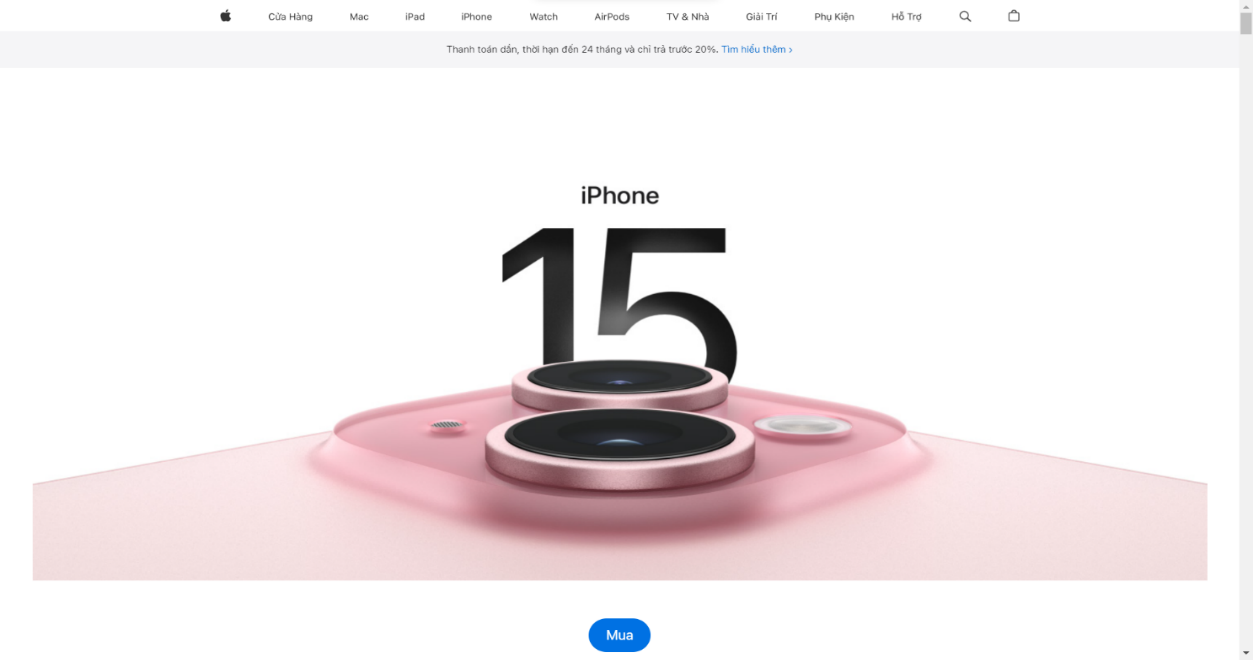 Cửa Hàng Mac iPad iPhone Watch AirPods TV & Nhà Giải Trí Phụ Kiện Hỗ Trợ
Thanh toán dần, thời hạn đến 24 tháng và chỉ trả trước 20%. Tìm hiểu thêm >
iPhone
15
Mua